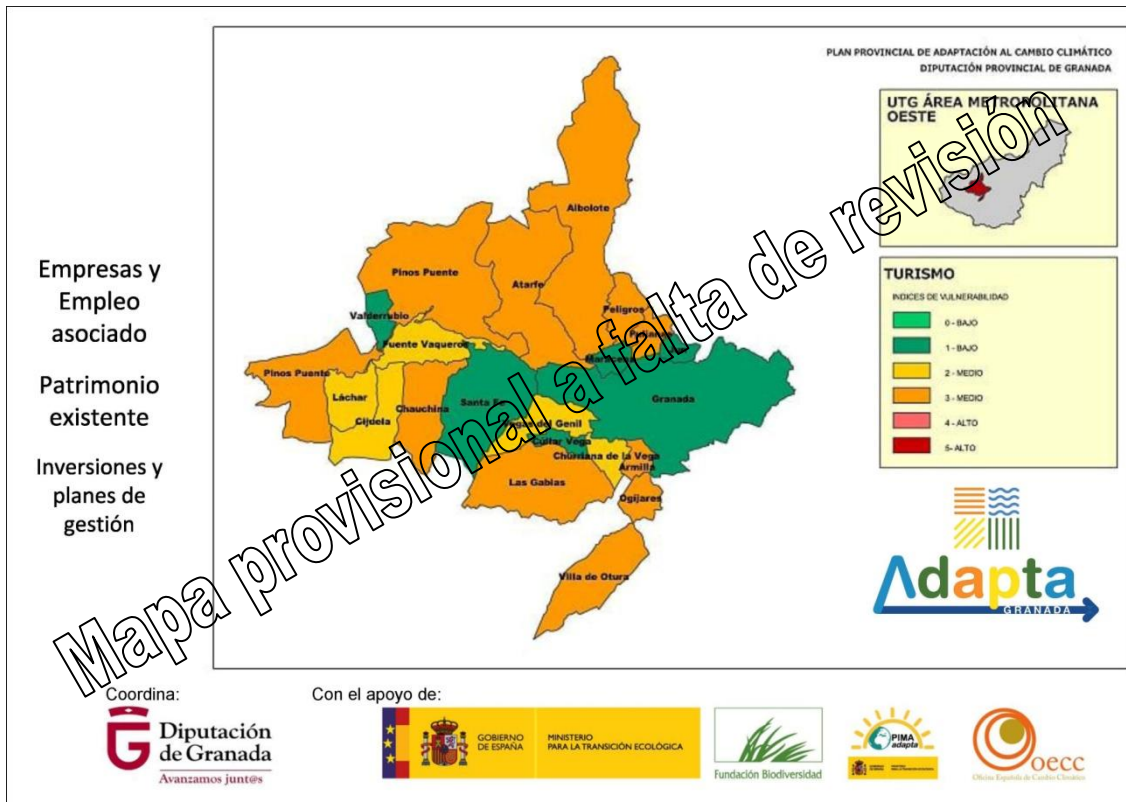 PLAN PROVINCIAL DE ADAPTACIÓN AL CAMBIO CLIMÁTICO
DIPUTACIÓN PROVINCIAL DE GRANADA
UTG ÁREA METROPOLITANA
OESTE
Albolote
Pinos Puente
Atarfe
Peligros
Valderrubio
Pulianas
Fuente Vaqueros
Maracena
Pinos Puente
Láchar
Chauchina
Santa Fe
Granada
Cijuela
Vegas del Genil
Cúllar Vega
Churriana de la Vega
Armilla
Las Gabias
Ogíjares
Villa de Otura
Empresas y
Empleo
asociado
Patrimonio
existente
Inversiones y
planes de
gestión
TURISMO
INDICES DE VULNERABILIDAD
0 - BAJO
1 - BAJO
2 - MEDIO
3 - MEDIO
4 - ALTO
5- ALTO
Mapa provisional a falta de revisión
Adapta
GRANADA
Coordina:
Con el apoyo de:
Diputación
de Granada
Avanzamos junt@s
GOBIERNO
DE ESPAÑA
MINISTERIO
PARA LA TRANSICIÓN ECOLÓGICA
Fundación Biodiversidad
PIMA
adapta
oecc
Oficina Española de Cambio Climático